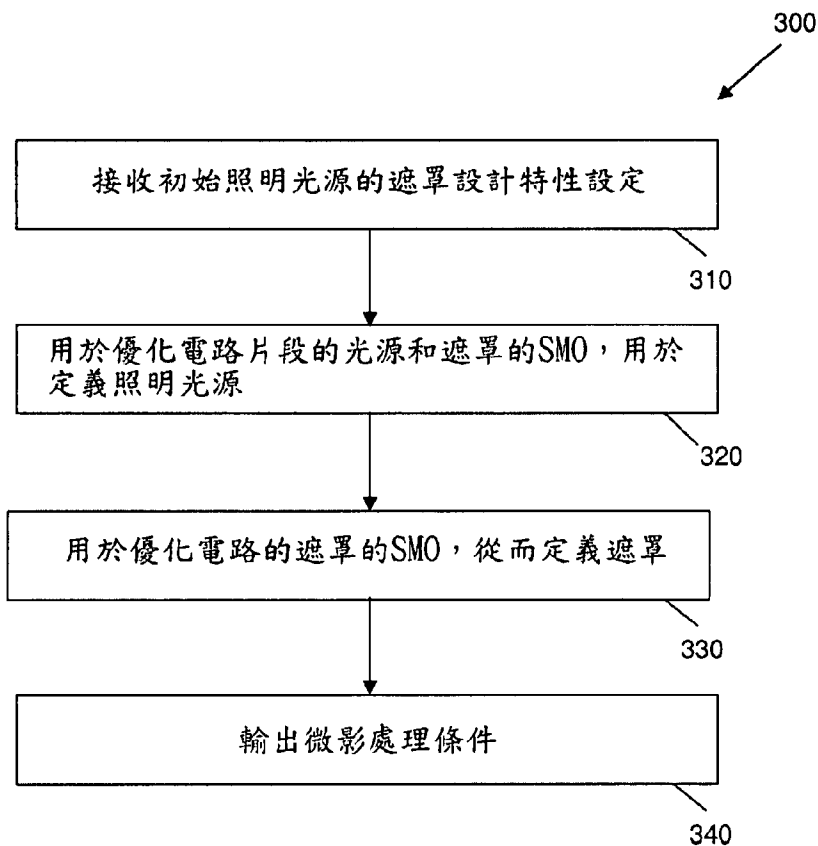 300
接收初始照明光源的遮罩設計特性設定
310
用於優化電路片段的光源和遮罩的SMO，用於
定義照明光源
320
用於優化電路的遮罩的SMO，從而定義遮罩
330
輸出微影處理條件
340